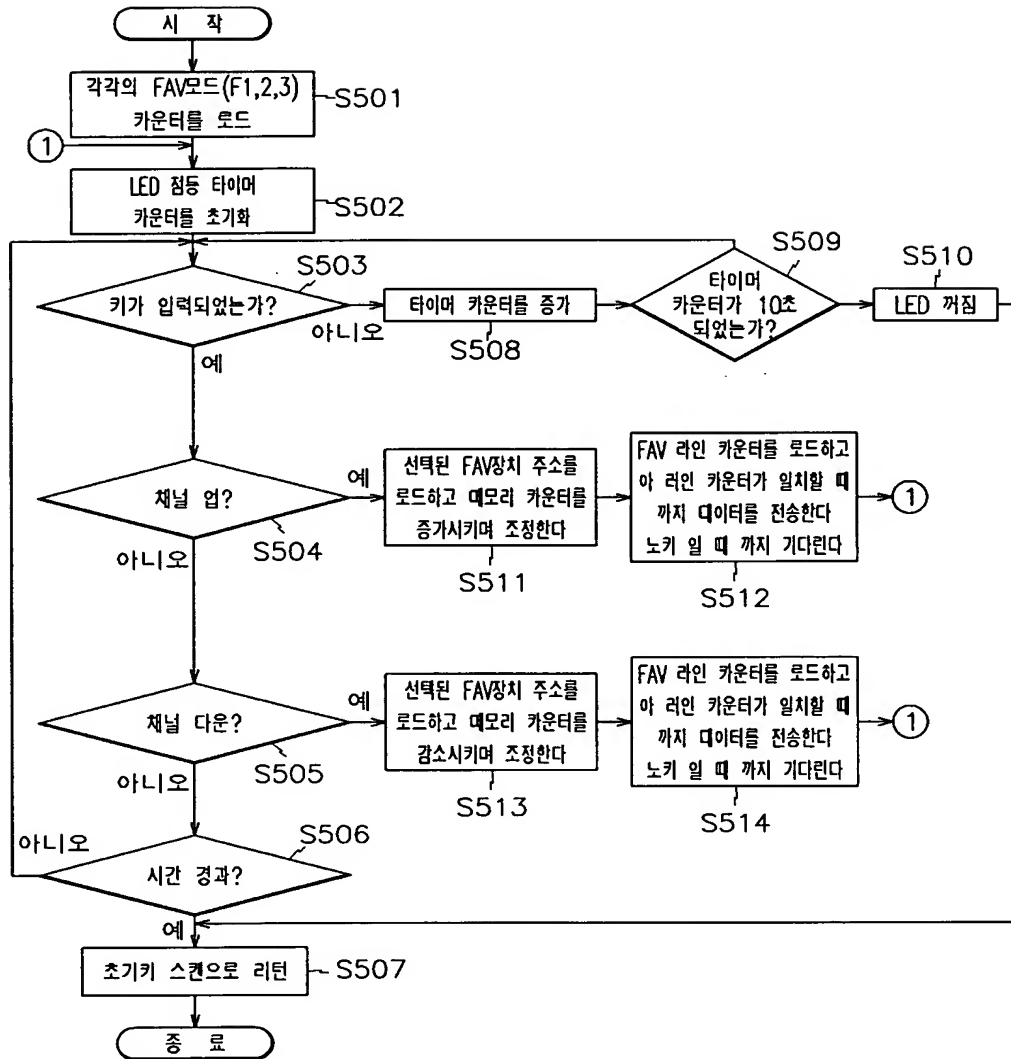 시 작
각각의 FAV모드(F1,2,3)
카운터를 로드
S501
1
LED 점등 타이머
카운터를 초기화
S502
키가 입력되었는가?
S503
아니오
예
타이머 카운터를 증가
S508
타이머
카운터가 10초
되었는가?
S509
LED 꺼짐
S510
채널 업?
S504
예
아니오
선택된 FAV장치 주소를
로드하고 메모리 카운터를
증가시키며 조정한다
S511
FAV 라인 카운터를 로드하고
야 러인 카운터가 일치할 때
까지 데이터를 전송한다
노키 일 때 까지 기다린다
S512
1
채널 다운?
S505
예
아니오
선택된 FAV장치 주소를
로드하고 메모리 카운터를
감소시키며 조정한다
S513
FAV 라인 카운터를 로드하고
야 러인 카운터가 일치할 때
까지 데이터를 전송한다
노키 일 때 까지 기다린다
S514
1
시간 경과?
S506
아니오
예
초기키 스캔으로 리턴
S507
종 료